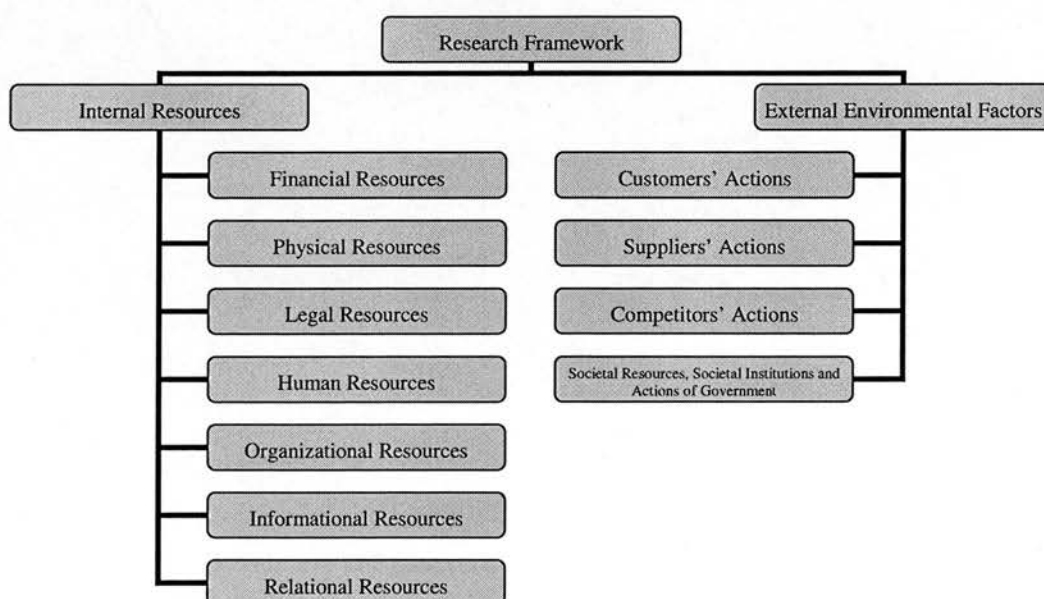 Research Framework
Internal Resources
External Environmental Factors
Financial Resources
Physical Resources
Legal Resources
Human Resources
Organizational Resources
Informational Resources
Relational Resources
Customers’ Actions
Suppliers’ Actions
Competitors’ Actions
Societal Resources, Societal Institutions and
Actions of Government